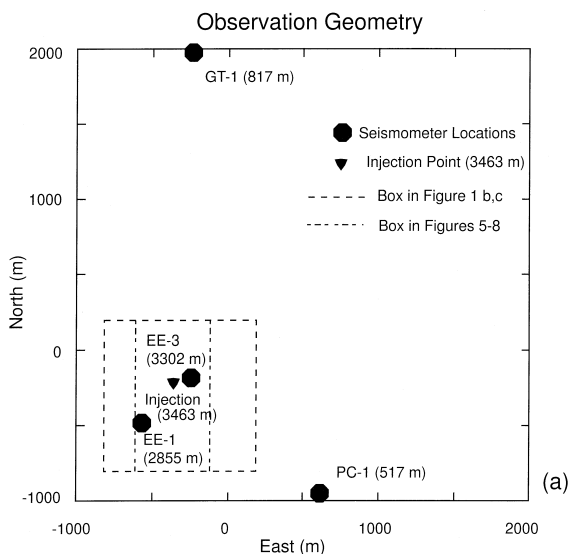 Observation Geometry
2000
GT-1 (817 m)
Seismometer Locations
Injection Point (3463 m)
1000
Box in Figure 1 b,c
Box in Figures 5-8
North (m)
EE-3
0
(3302 m)
Injection
(3463 m)
EE-1
(2855 m)
PC-1 (517 m)
(a)
-1000
-1000
0
1000
2000
East (m)